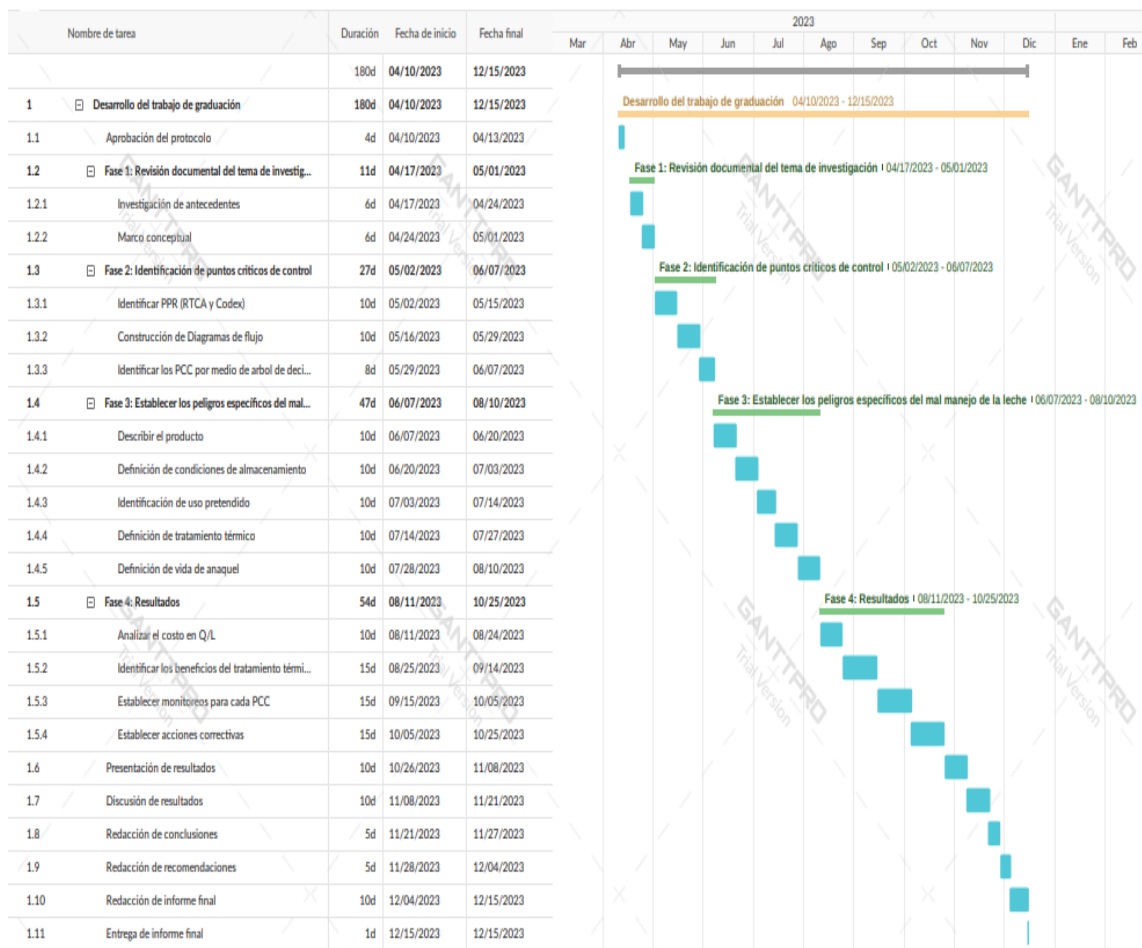 2023
Nombre de tarea Duración Fecha de inicio Fecha final Mar Abr May Jun Jul Ago Sep Oct Nov Dic Ene Feb
180d 04/10/2023 12/15/2023
1 Desarrollo del trabajo de graduación 180d 04/10/2023 12/15/2023 Desarrollo del trabajo de graduación 04/10/2023 - 12/15/2023
1.1 Aprobación del protocolo 4d 04/10/2023 04/13/2023
1.2 Fase 1: Revisión documental del tema de investig... 11d 04/17/2023 05/01/2023 Fase 1: Revisión documental del tema de investigación 04/17/2023 - 05/01/2023
1.2.1 Investigación de antecedentes 6d 04/17/2023 04/24/2023
1.2.2 Marco conceptual 6d 04/24/2023 05/01/2023
1.3 Fase 2: Identificación de puntos criticos de control 27d 05/02/2023 06/07/2023 Fase 2: Identificación de puntos criticos de control 05/02/2023 - 06/07/2023
1.3.1 Identificar PPR (RTCA y Codex) 10d 05/02/2023 05/15/2023
1.3.2 Construcción de Diagramas de flujo 10d 05/16/2023 05/29/2023
1.3.3 Identificar los PCC por medio de arbol de deci... 8d 05/29/2023 06/07/2023
1.4 Fase 3: Establecer los peligros específicos del mal... 47d 06/07/2023 08/10/2023 Fase 3: Establecer los peligros específicos del mal manejo de la leche 06/07/2023 - 08/10/2023
1.4.1 Describir el producto 10d 06/07/2023 06/20/2023
1.4.2 Definición de condiciones de almacenamiento 10d 06/20/2023 07/03/2023
1.4.3 Identificación de uso pretendido 10d 07/03/2023 07/14/2023
1.4.4 Definición de tratamiento térmico 10d 07/14/2023 07/27/2023
1.4.5 Definición de vida de anaquel 10d 07/28/2023 08/10/2023
1.5 Fase 4: Resultados 54d 08/11/2023 10/25/2023 Fase 4: Resultados 08/11/2023 - 10/25/2023
1.5.1 Analizar el costo en Q/L 10d 08/11/2023 08/24/2023
1.5.2 Identificar los beneficios del tratamiento térmi... 15d 08/25/2023 09/14/2023
1.5.3 Establecer monitoreos para cada PCC 15d 09/15/2023 10/05/2023
1.5.4 Establecer acciones correctivas 15d 10/05/2023 10/25/2023
1.6 Presentación de resultados 10d 10/26/2023 11/08/2023
1.7 Discusión de resultados 10d 11/08/2023 11/21/2023
1.8 Redacción de conclusiones 5d 11/21/2023 11/27/2023
1.9 Redacción de recomendaciones 5d 11/28/2023 12/04/2023
1.10 Redacción de informe final 10d 12/04/2023 12/15/2023
1.11 Entrega de informe final 1d 12/15/2023 12/15/2023
GANTTPRO
Trial Version
GANTTPRO
Trial Version
GANTTPRO
Trial Version
GANTTPRO
Trial Version
GANTTPRO
Trial Version
GANTTPRO
Trial Version
GANTTPRO
Trial Version
GANTTPRO
Trial Version